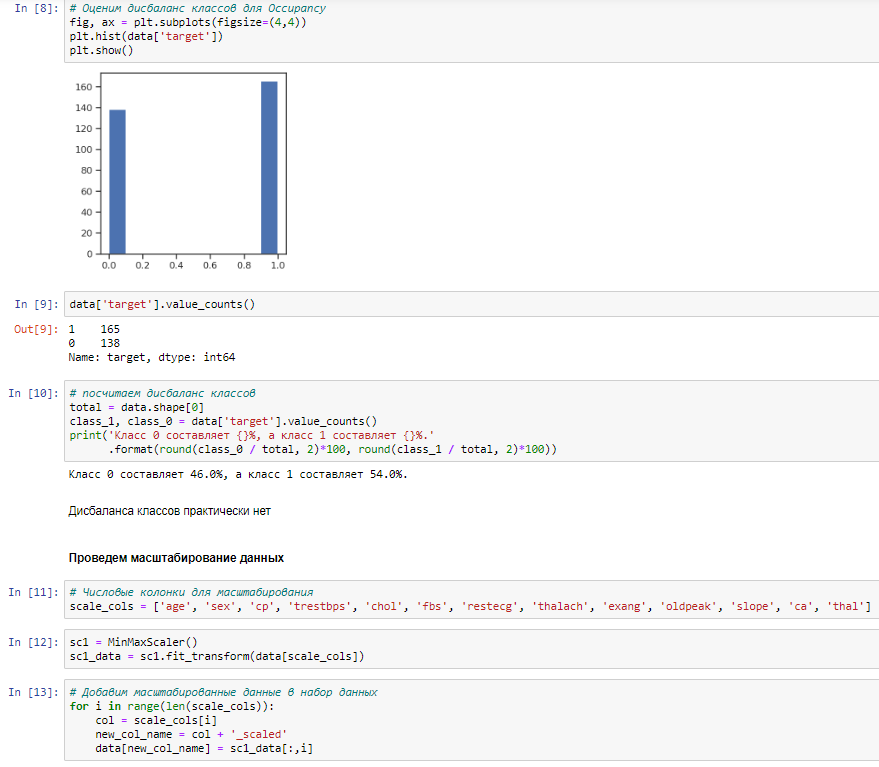 In [8]: # Оценим дисбаланс классов для Occupancy
fig, ax = plt.subplots(figsize=(4,4))
plt.hist(data['target'])
plt.show()
160
140
120
100
80
60
40
20
0
0.0 0.2 0.4 0.6 0.8 1.0
In [9]: data['target'].value_counts()
Out[9]: 1    165
0    138
Name: target, dtype: int64
In [10]: # посчитаем дисбаланс классов
total = data.shape[0]
class_1, class_0 = data['target'].value_counts()
print('Класс 0 составляет {}%, а класс 1 составляет {}%.'
      .format(round(class_0 / total, 2)*100, round(class_1 / total, 2)*100))
Класс 0 составляет 46.0%, а класс 1 составляет 54.0%.
Дисбаланса классов практически нет
Проведем масштабирование данных
In [11]: # Числовые колонки для масштабирования
scale_cols = ['age', 'sex', 'cp', 'trestbps', 'chol', 'fbs', 'restecg', 'thalach', 'exang', 'oldpeak', 'slope', 'ca', 'thal']
In [12]: sc1 = MinMaxScaler()
sc1_data = sc1.fit_transform(data[scale_cols])
In [13]: # Добавим масштабированные данные в набор данных
for i in range(len(scale_cols)):
    col = scale_cols[i]
    new_col_name = col + '_scaled'
    data[new_col_name] = sc1_data[:,i]